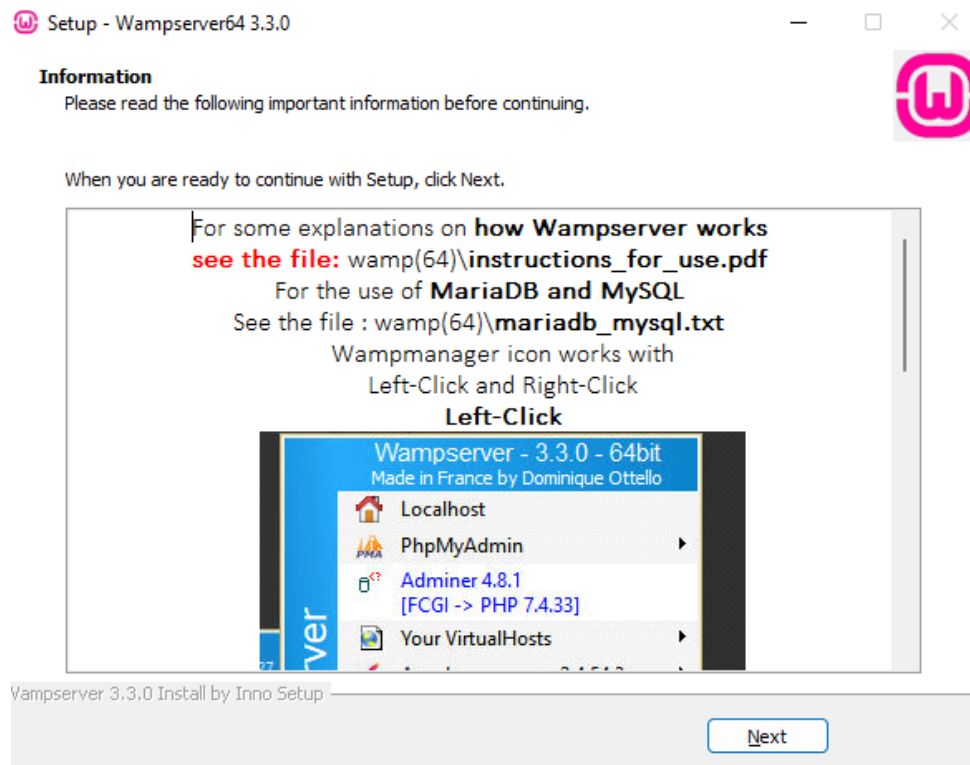 Setup - Wampserver64 3.3.0
Information
Please read the following important information before continuing.
When you are ready to continue with Setup, click Next.
For some explanations on how Wampserver works
see the file: wamp(64)\instructions_for_use.pdf
For the use of MariaDB and MySQL
See the file : wamp(64)\mariadb_mysql.txt
Wampmanager icon works with
Left-Click and Right-Click
Left-Click
Wampserver - 3.3.0 - 64bit
Made in France by Dominique Ottello
Localhost
PhpMyAdmin
Adminer 4.8.1
[FCGI -> PHP 7.4.33]
Your VirtualHosts
ver
27
Wampserver 3.3.0 Install by Inno Setup
Next